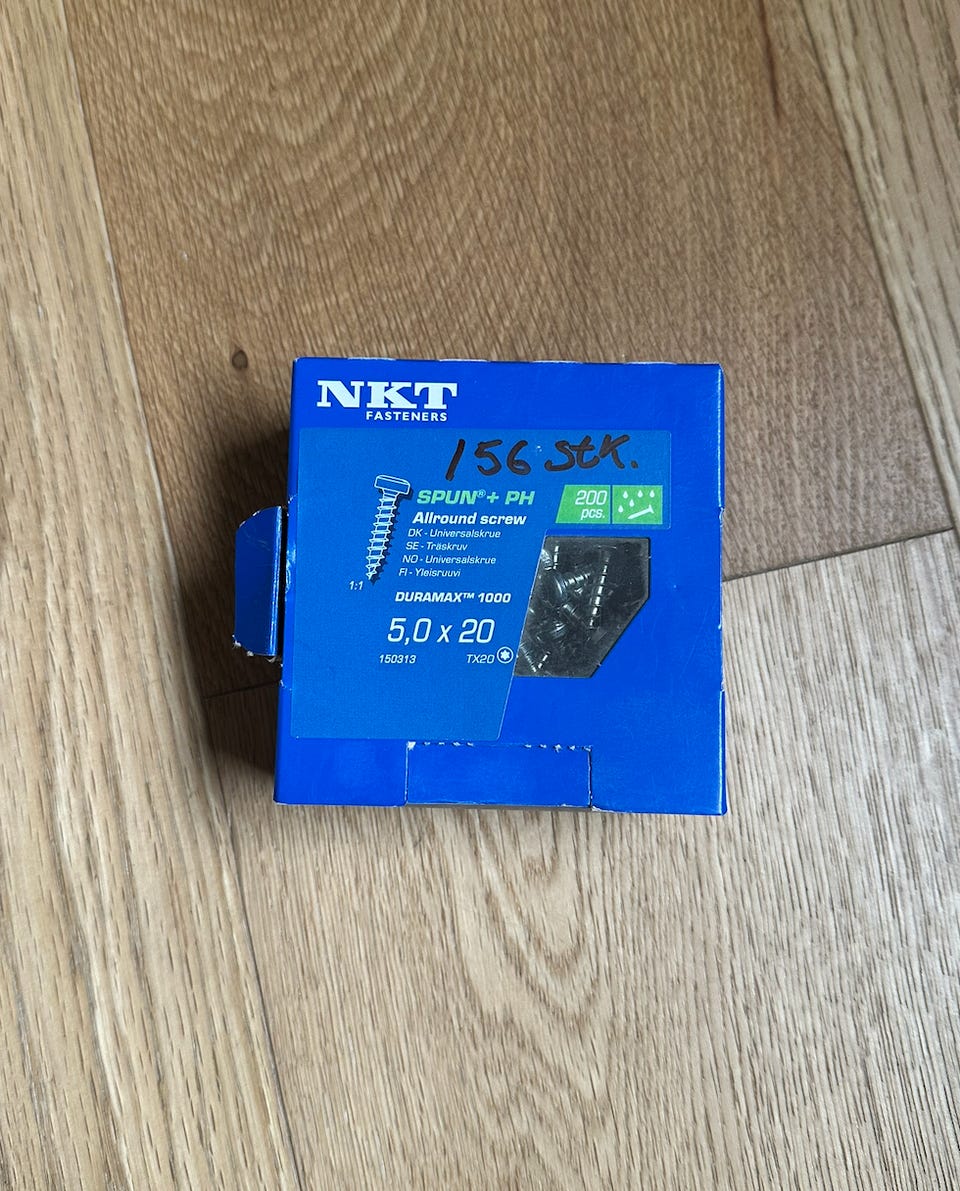 NKT
FASTENERS
156 Stk.
SPUN® + PH
200
pcs.
Allround screw
DK - Universalskrue
SE - Träskruv
NO - Universalskrue
FI - Yleisruuvi
1:1
DURAMAX™ 1000
5,0 x 20
150313 TX20